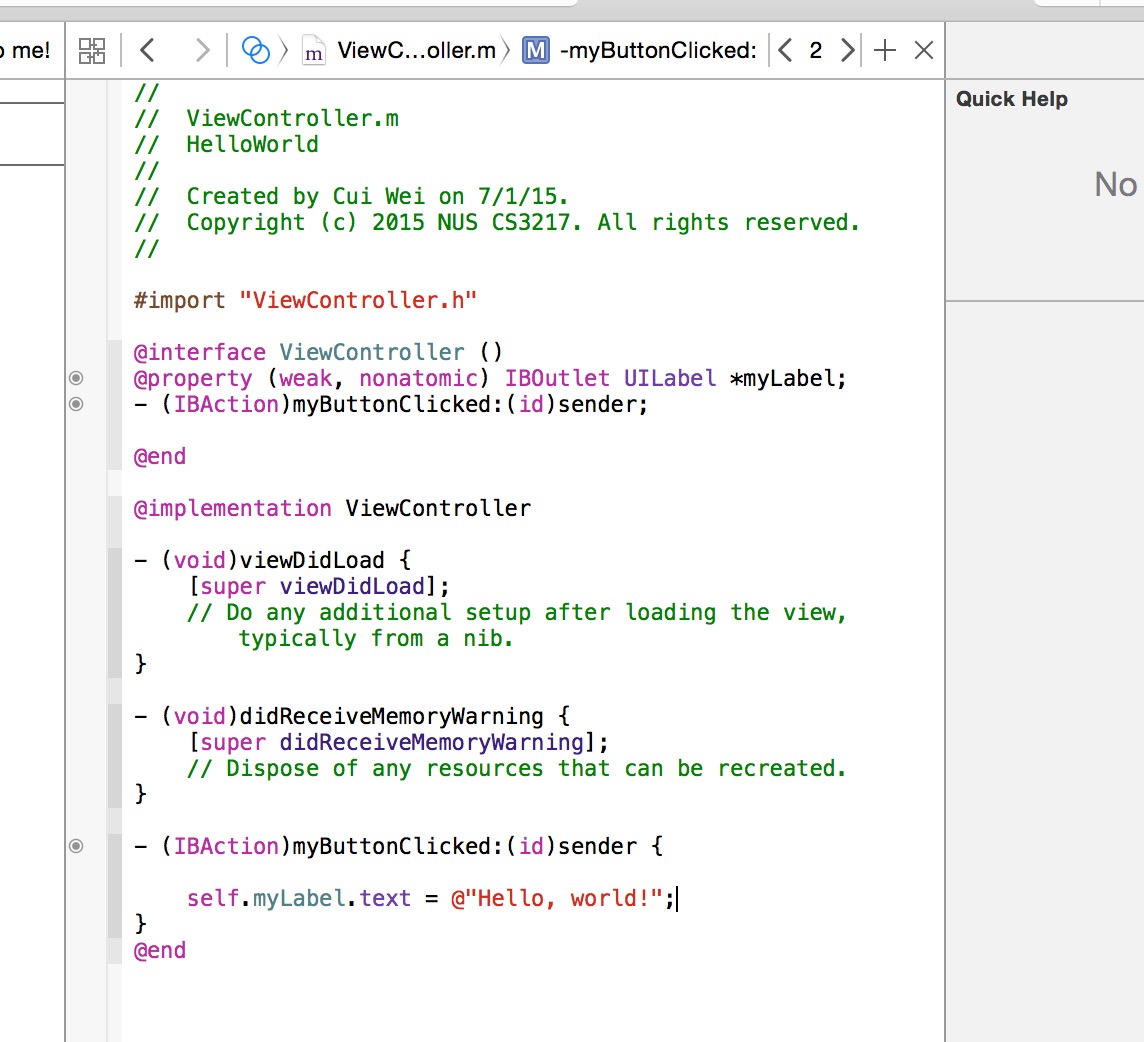 o me!
ViewC...oller.m
M
-myButtonClicked:
2
Quick Help
No
//
//  ViewController.m
//  HelloWorld
//
//  Created by Cui Wei on 7/1/15.
//  Copyright (c) 2015 NUS CS3217. All rights reserved.
//
#import "ViewController.h"
@interface ViewController ()
@property (weak, nonatomic) IBOutlet UILabel *myLabel;
- (IBAction)myButtonClicked:(id)sender;
@end
@implementation ViewController
- (void)viewDidLoad {
    [super viewDidLoad];
    // Do any additional setup after loading the view,
        typically from a nib.
}
- (void)didReceiveMemoryWarning {
    [super didReceiveMemoryWarning];
    // Dispose of any resources that can be recreated.
}
- (IBAction)myButtonClicked:(id)sender {
    self.myLabel.text = @"Hello, world!";
}
@end